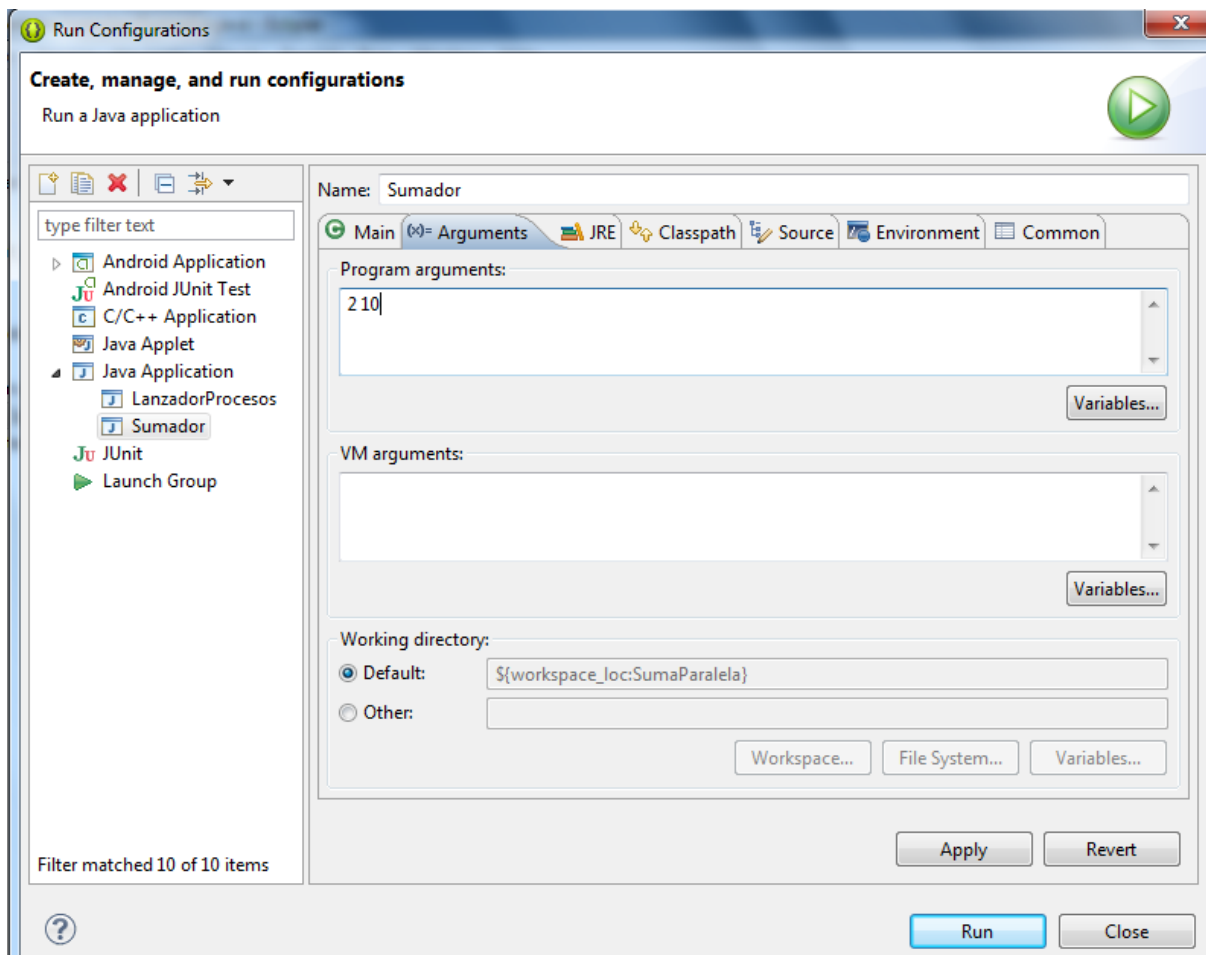 Run Configurations
Create, manage, and run configurations
Run a Java application
type filter text
Android Application
Android JUnit Test
C/C++ Application
Java Applet
Java Application
LanzadorProcesos
Sumador
JUnit
Launch Group
Filter matched 10 of 10 items
Name: Sumador
Main (x)= Arguments JRE Classpath Source Environment Common
Program arguments:
2 10
Variables...
VM arguments:
Variables...
Working directory:
Default: ${workspace_loc:SumaParalela}
Other:
Workspace... File System... Variables...
Apply Revert
Run Close